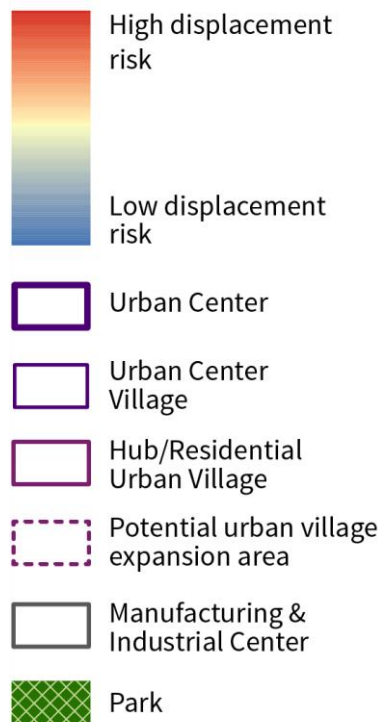 High displacement
risk
Low displacement
risk
Urban Center
Urban Center
Village
Hub/Residential
Urban Village
Potential urban village
expansion area
Manufacturing &
Industrial Center
Park